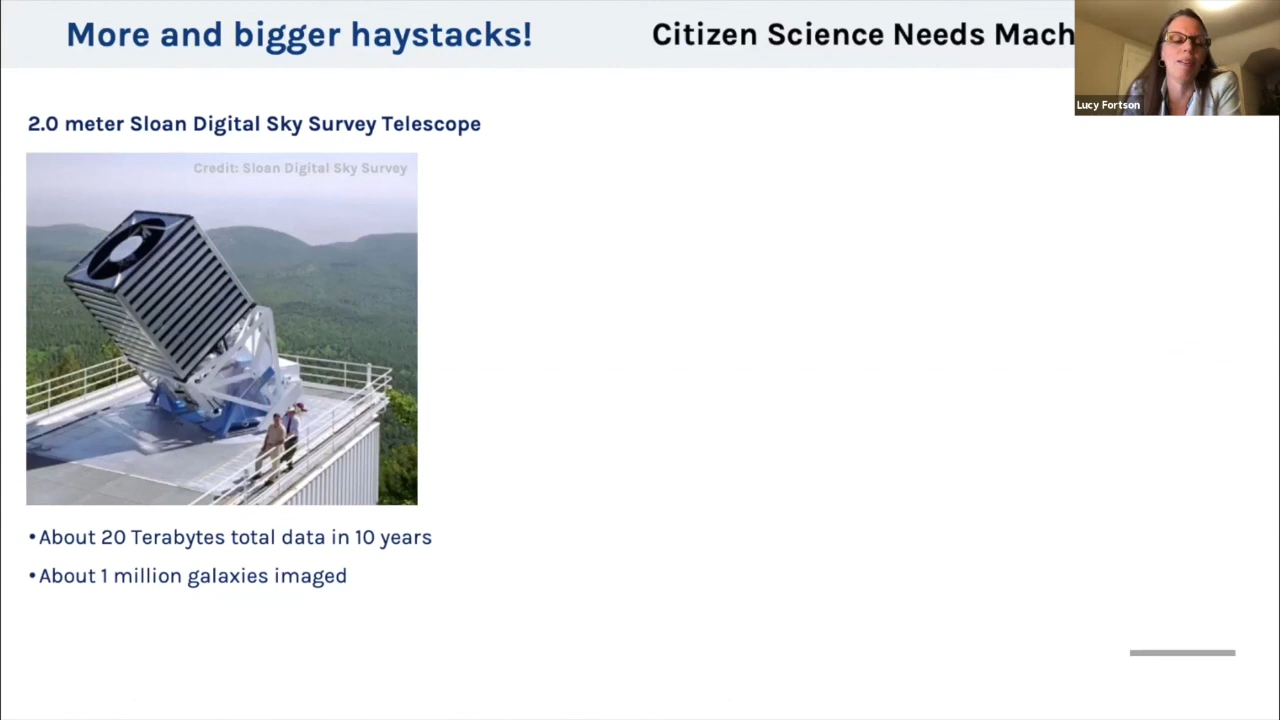 More and bigger haystacks!
Citizen Science Needs Mach
Lucy Fortson
2.0 meter Sloan Digital Sky Survey Telescope
Credit: Sloan Digital Sky Survey
•About 20 Terabytes total data in 10 years
•About 1 million galaxies imaged